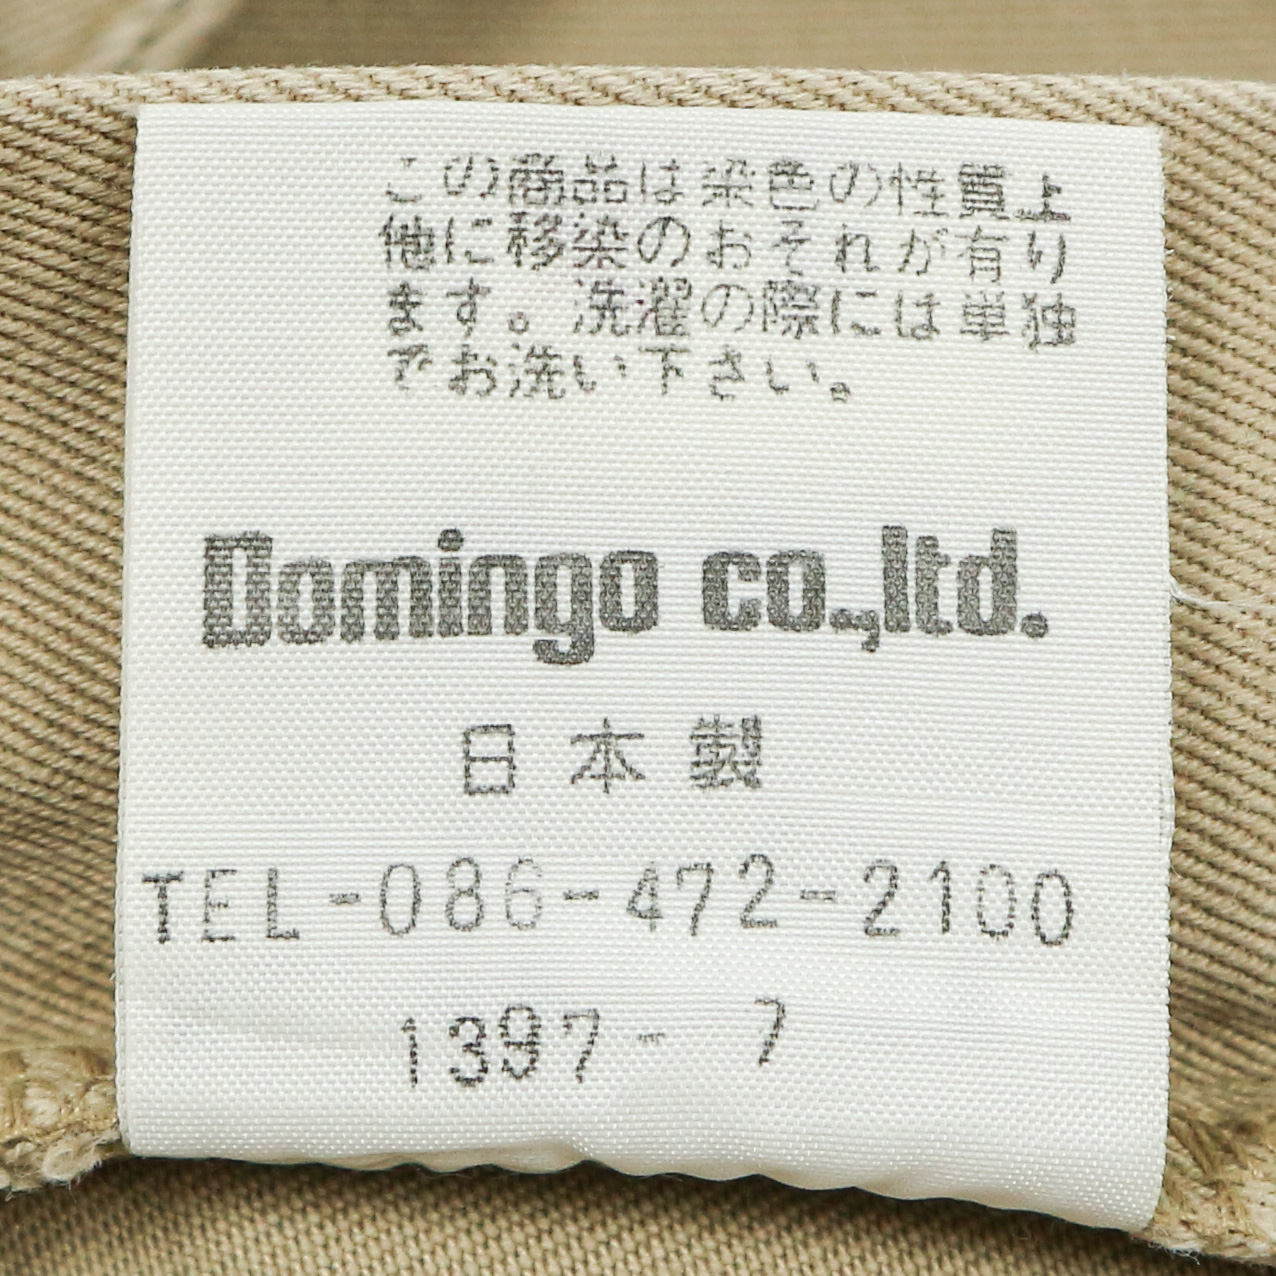 この商品は染色の性質上
他に移染のおそれが有り
ます。洗濯の際には単独
でお洗い下さい。
Domingo co.,ltd.
日本製
TEL-086-472-2100
1397- 7